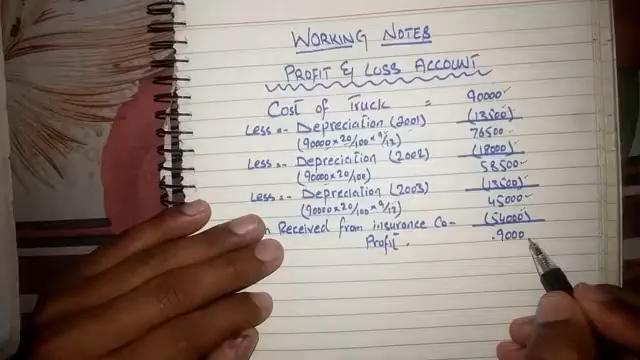 WORKING NOTES
PROFIT & LOSS ACCOUNT
Cost of Truck = 90000
Less :- Depreciation (2001) (13500)
(90000 x 20/100 x 9/12) 76500
Less :- Depreciation (2002) (18000)
(90000 x 20/100) 58500
Less :- Depreciation (2003) (13500)
(90000 x 20/100 x 9/12) 45000
Received from insurance Co- (54000)
Profit. 9000